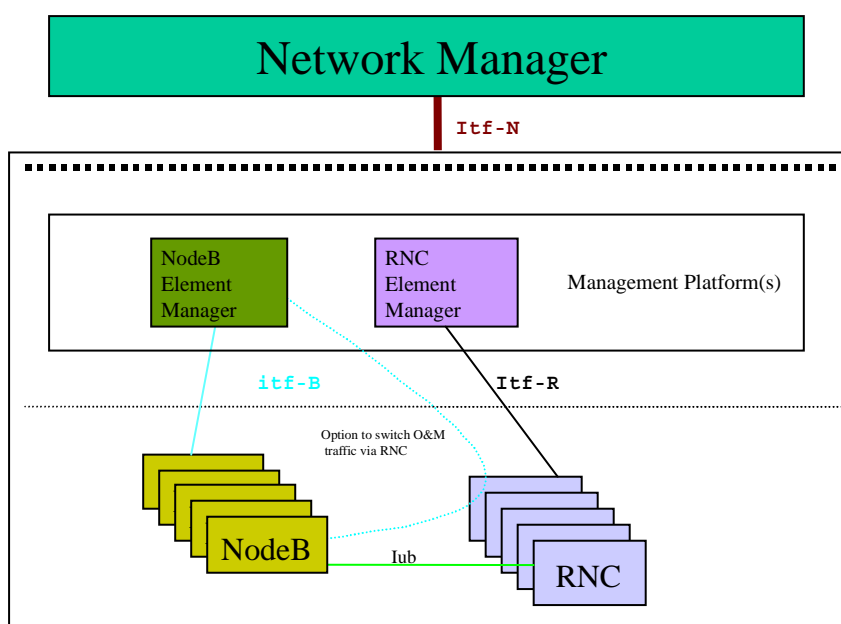 Network Manager
Itf-N
NodeB
Element
Manager
RNC
Element
Manager
Management Platform(s)
itf-B
Itf-R
Option to switch O&M
traffic via RNC
NodeB
Iub
RNC